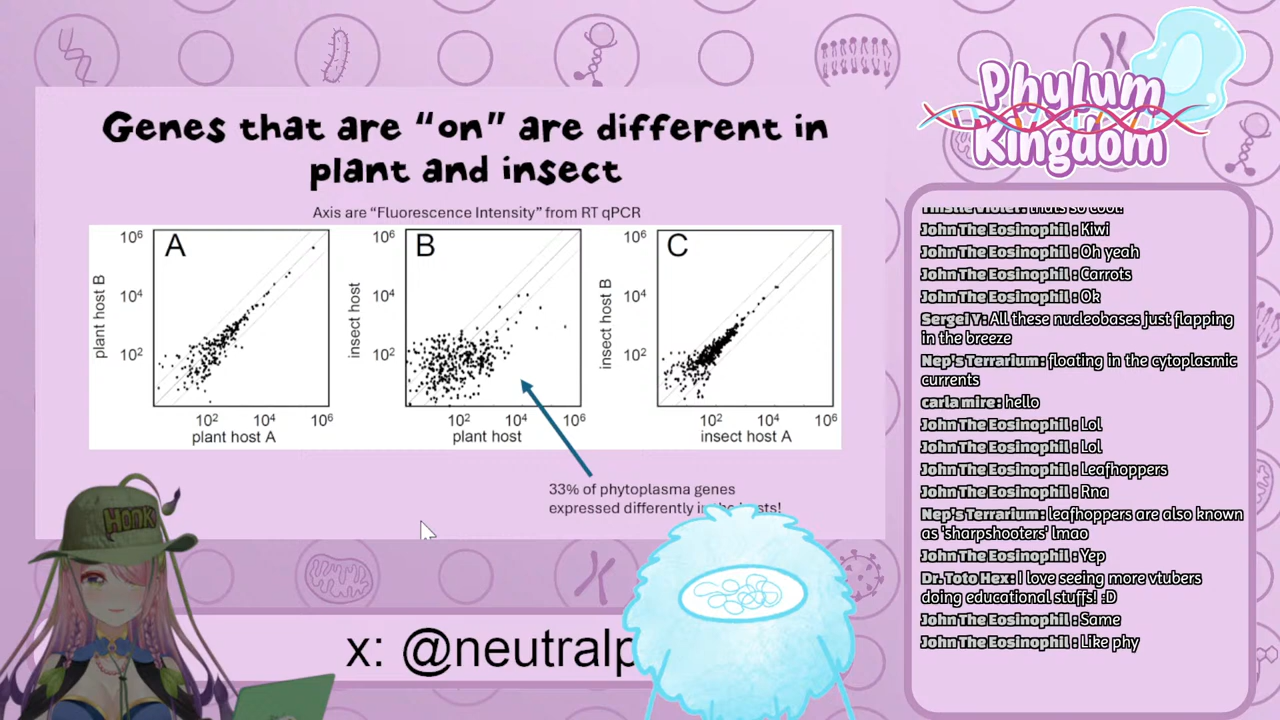 Genes that are "on" are different in
plant and insect
Axis are "Fluorescence Intensity" from RT qPCR
A
10⁶
10⁴
10²
plant host B
10²
10⁴
10⁶
plant host A
B
10⁶
10⁴
10²
insect host
10²
10⁴
10⁶
plant host
C
10⁶
10⁴
10²
insect host B
10²
10⁴
10⁶
insect host A
33% of phytoplasma genes
expressed differently in
Honk
x: @neutralp
Phylum
Kingdom
Thistle Violet: thats so cool!
John The Eosinophil : Kiwi
John The Eosinophil : Oh yeah
John The Eosinophil : Carrots
John The Eosinophil : Ok
Sergei Y: All these nucleobases just flapping
in the breeze
Nep's Terrarium: floating in the cytoplasmic
currents
carla mire: hello
John The Eosinophil : Lol
John The Eosinophil : Lol
John The Eosinophil : Leafhoppers
John The Eosinophil : Rna
Nep's Terrarium: leafhoppers are also known
as 'sharpshooters' lmao
John The Eosinophil : Yep
Dr. Toto Hex: I love seeing more vtubers
doing educational stuffs! :D
John The Eosinophil : Same
John The Eosinophil : Like phy